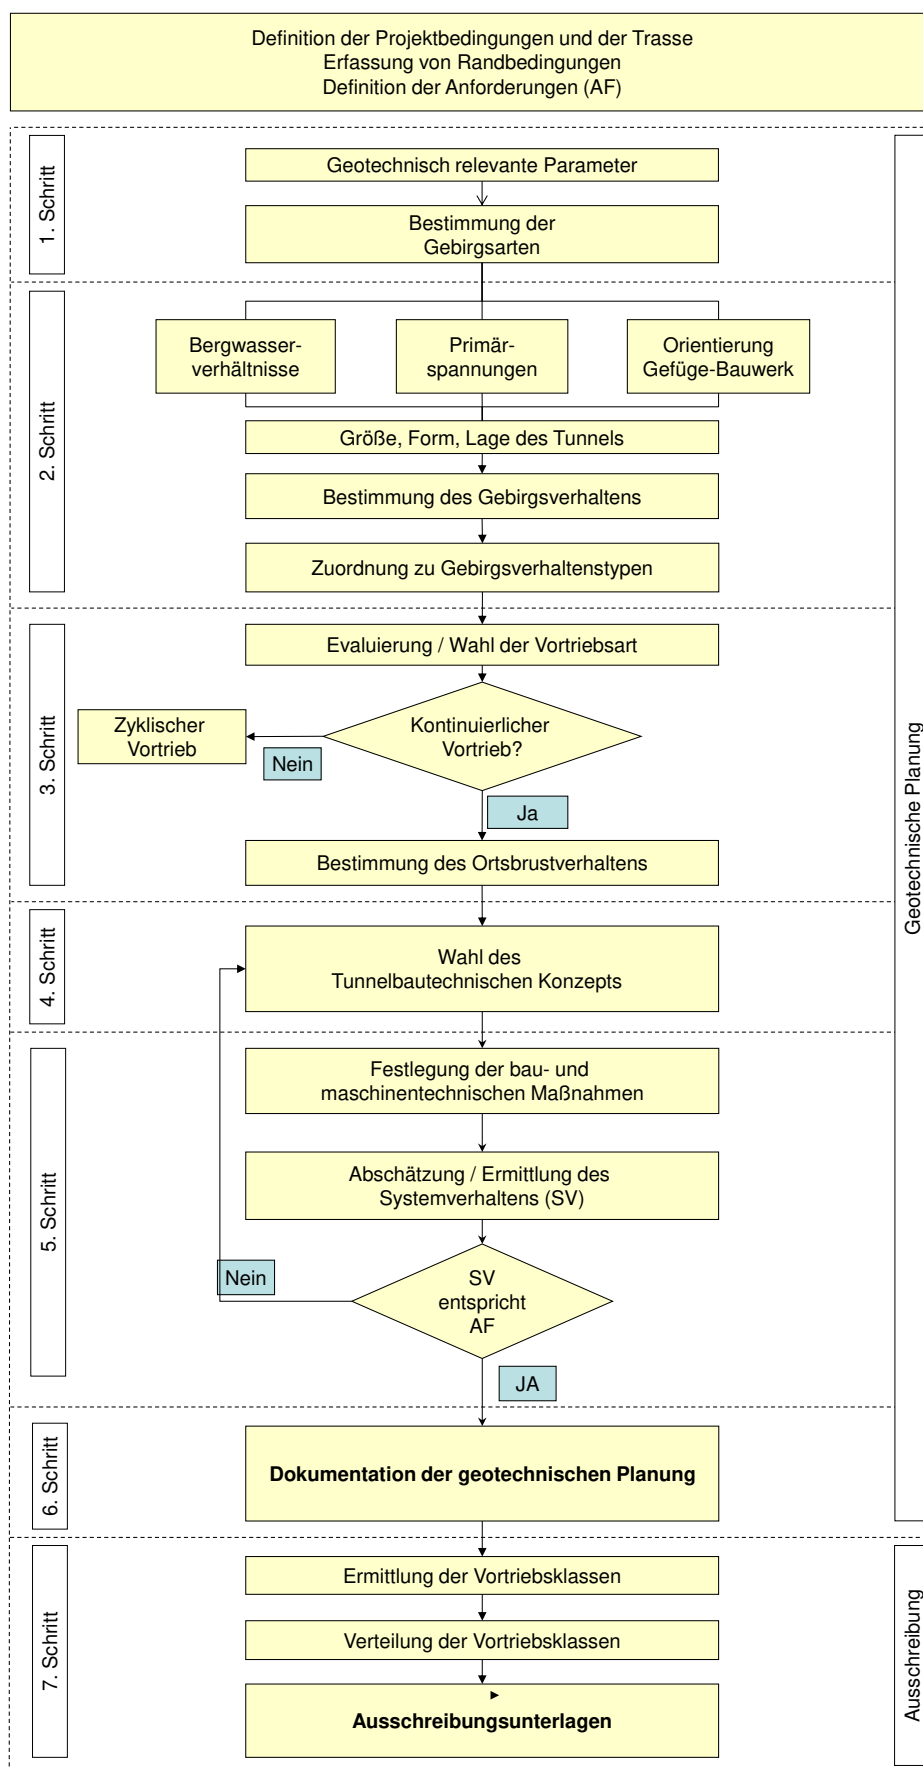 Definition der Projektbedingungen und der Trasse
Erfassung von Randbedingungen
Definition der Anforderungen (AF)
1. Schritt
Geotechnisch relevante Parameter
Bestimmung der
Gebirgsarten
2. Schritt
Bergwasser-
verhältnisse
Primär-
spannungen
Orientierung
Gefüge-Bauwerk
Größe, Form, Lage des Tunnels
Bestimmung des Gebirgsverhaltens
Zuordnung zu Gebirgsverhaltenstypen
3. Schritt
Evaluierung / Wahl der Vortriebsart
Kontinuierlicher
Vortrieb?
Zyklischer
Vortrieb
Nein
Ja
Bestimmung des Ortsbrustverhaltens
4. Schritt
Wahl des
Tunnelbautechnischen Konzepts
5. Schritt
Festlegung der bau- und
maschinentechnischen Maßnahmen
Abschätzung / Ermittlung des
Systemverhaltens (SV)
Nein
SV
entspricht
AF
JA
6. Schritt
Dokumentation der geotechnischen Planung
Geotechnische Planung
7. Schritt
Ermittlung der Vortriebsklassen
Verteilung der Vortriebsklassen
Ausschreibungsunterlagen
Ausschreibung